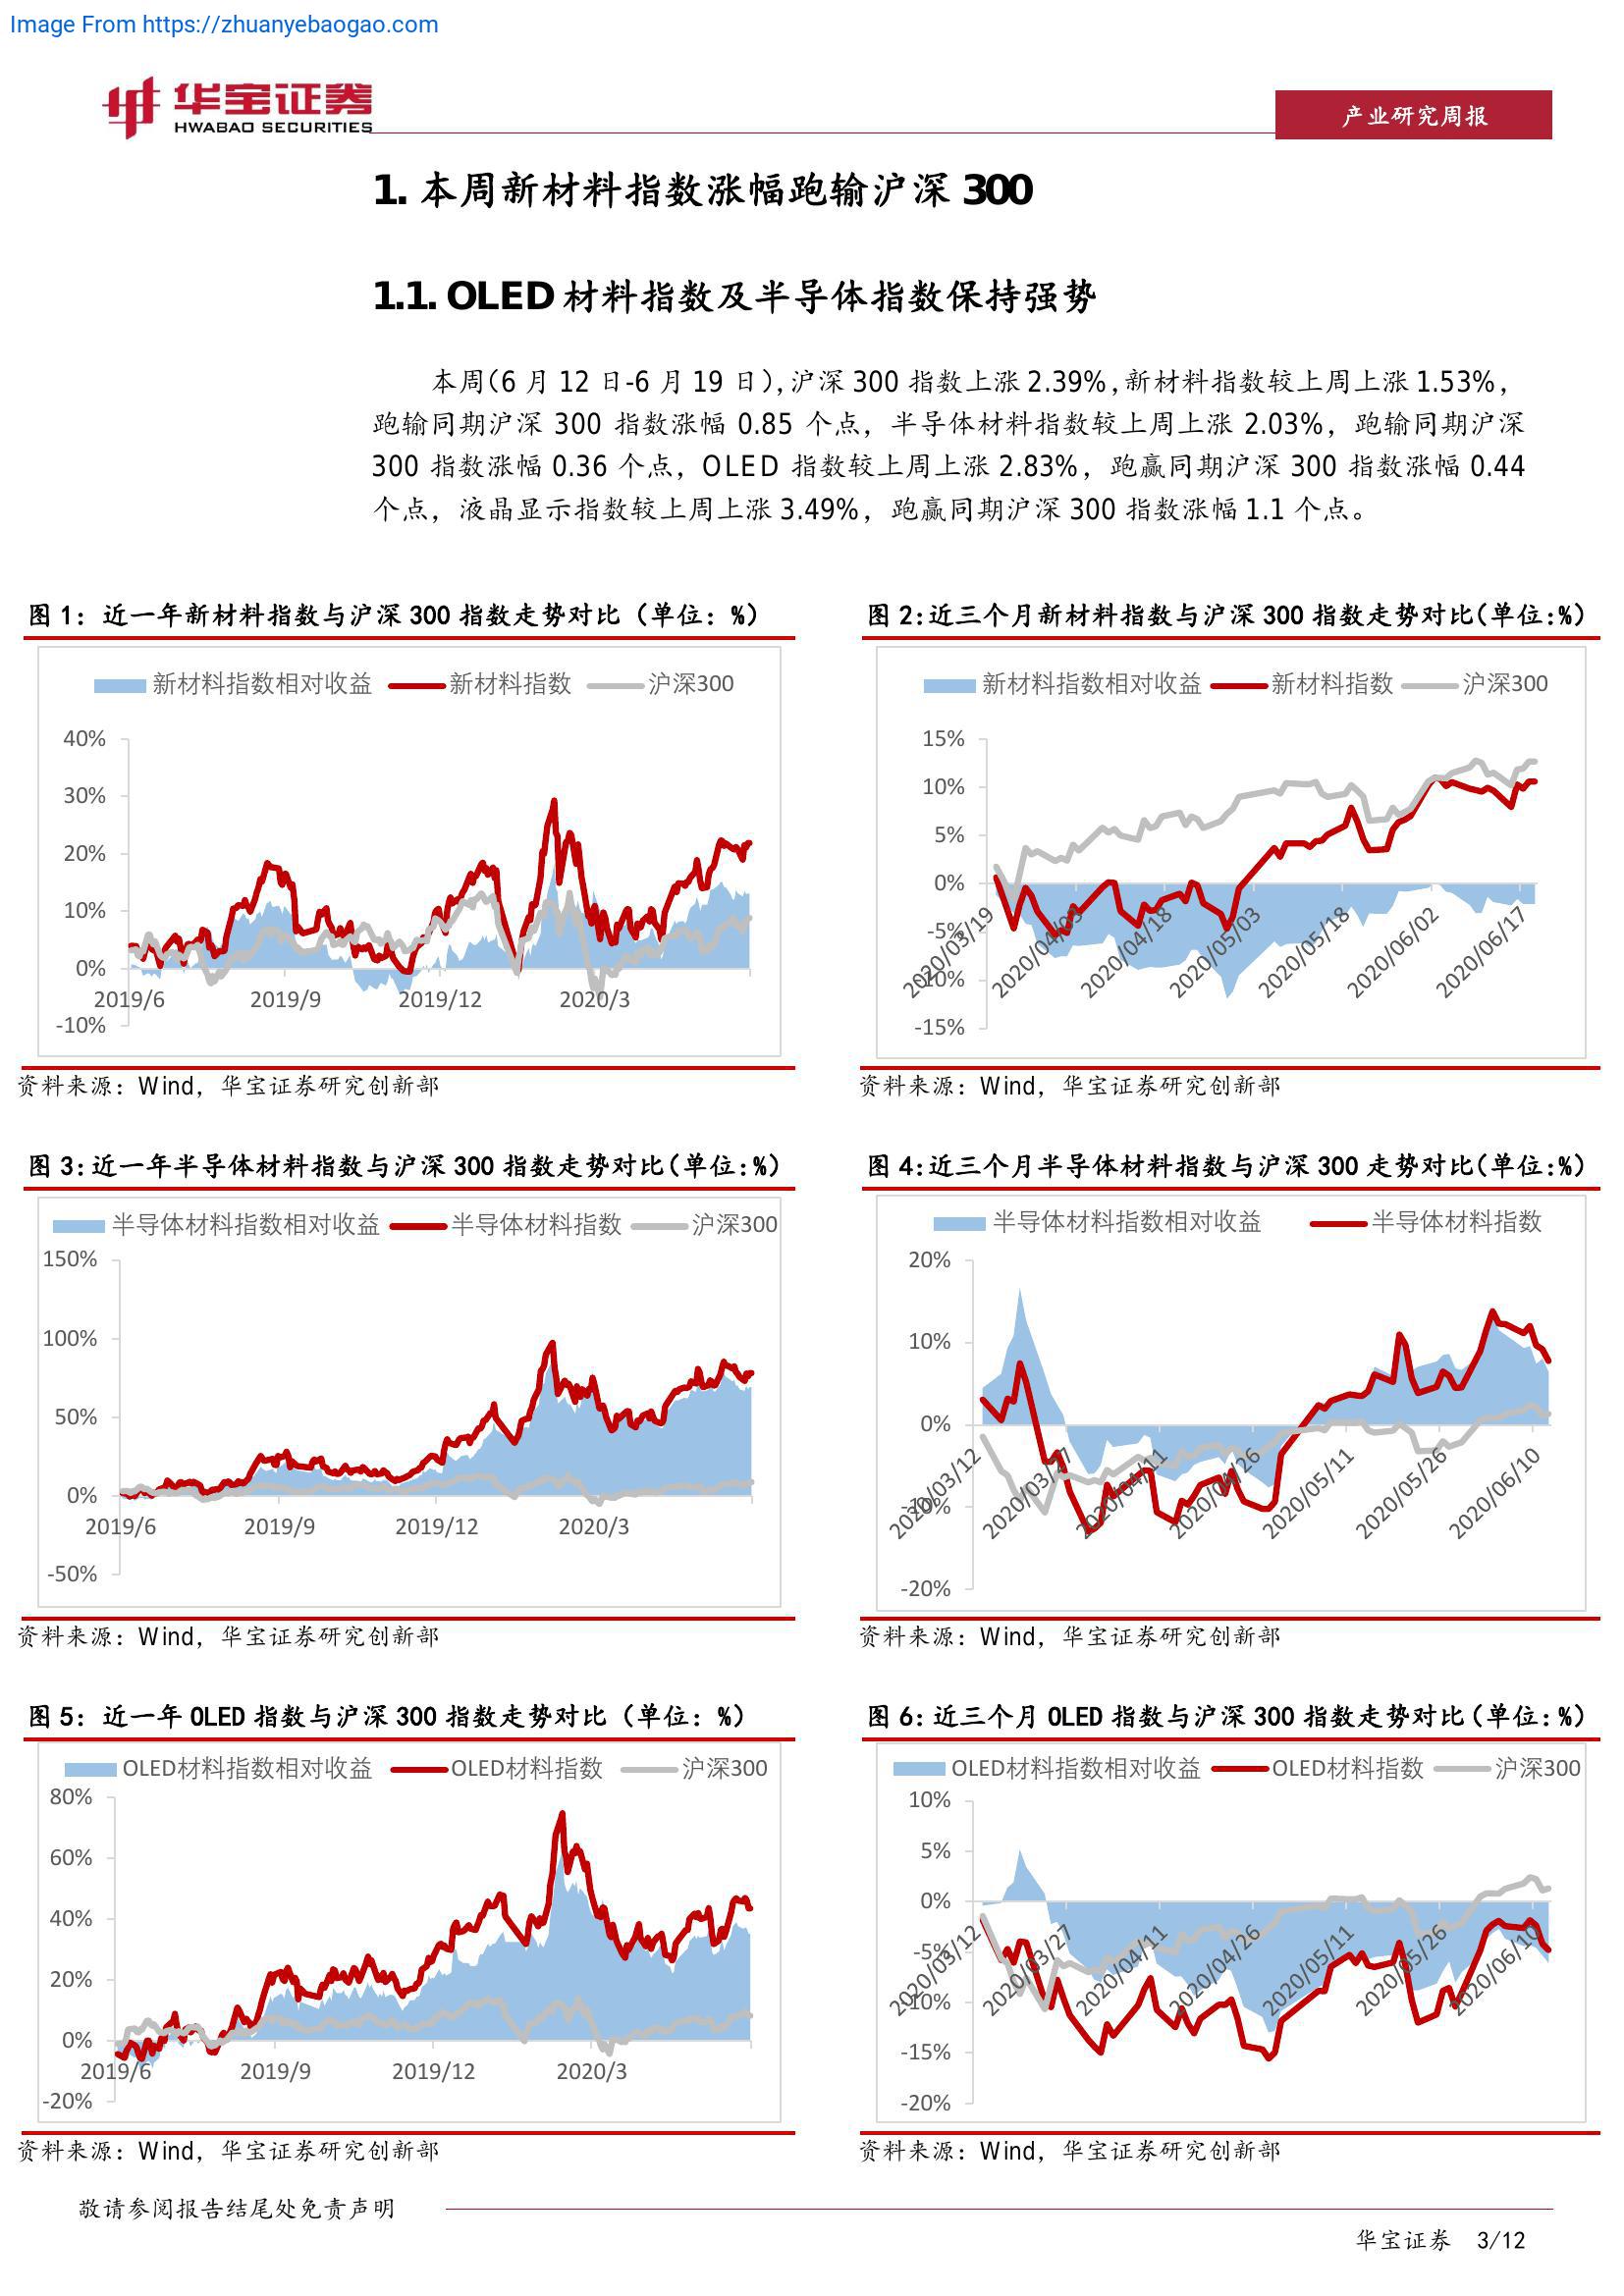 Image From https://zhuanyebaogao.com
华宝证券
HWABAO SECURITIES
产业研究周报
1. 本周新材料指数涨幅跑输沪深 300
1.1. OLED 材料指数及半导体指数保持强势
本周(6 月 12 日-6 月 19 日),沪深 300 指数上涨 2.39%,新材料指数较上周上涨 1.53%,
跑输同期沪深 300 指数涨幅 0.85 个点，半导体材料指数较上周上涨 2.03%，跑输同期沪深
300 指数涨幅 0.36 个点，OLED 指数较上周上涨 2.83%，跑赢同期沪深 300 指数涨幅 0.44
个点，液晶显示指数较上周上涨 3.49%，跑赢同期沪深 300 指数涨幅 1.1 个点。
图 1：近一年新材料指数与沪深 300 指数走势对比（单位：%）
新材料指数相对收益 新材料指数 沪深300
40%
30%
20%
10%
0%
2019/6 2019/9 2019/12 2020/3
-10%
资料来源：Wind，华宝证券研究创新部
图 2:近三个月新材料指数与沪深 300 指数走势对比(单位:%)
新材料指数相对收益 新材料指数 沪深300
15%
10%
5%
0%
-5%
-10%
-15%
2020/03/19 2020/04/03 2020/04/18 2020/05/03 2020/05/18 2020/06/02 2020/06/17
资料来源：Wind，华宝证券研究创新部
图 3:近一年半导体材料指数与沪深 300 指数走势对比(单位:%)
半导体材料指数相对收益 半导体材料指数 沪深300
150%
100%
50%
0%
2019/6 2019/9 2019/12 2020/3
-50%
资料来源：Wind，华宝证券研究创新部
图 4:近三个月半导体材料指数与沪深 300 走势对比(单位:%)
半导体材料指数相对收益 半导体材料指数
20%
10%
0%
-10%
-20%
2020/03/12 2020/03/27 2020/04/11 2020/04/26 2020/05/11 2020/05/26 2020/06/10
资料来源：Wind，华宝证券研究创新部
图 5：近一年 OLED 指数与沪深 300 指数走势对比（单位：%）
OLED材料指数相对收益 OLED材料指数 沪深300
80%
60%
40%
20%
0%
2019/6 2019/9 2019/12 2020/3
-20%
资料来源：Wind，华宝证券研究创新部
图 6:近三个月 OLED 指数与沪深 300 指数走势对比(单位:%)
OLED材料指数相对收益 OLED材料指数 沪深300
10%
5%
0%
-5%
-10%
-15%
-20%
2020/03/12 2020/03/27 2020/04/11 2020/04/26 2020/05/11 2020/05/26 2020/06/10
资料来源：Wind，华宝证券研究创新部
敬请参阅报告结尾处免责声明
华宝证券 3/12